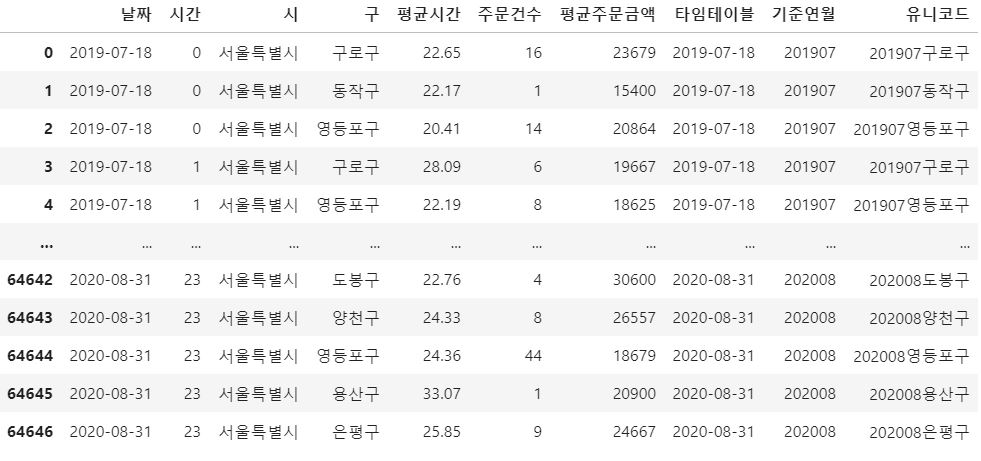 날짜 시간 시 구 평균시간 주문건수 평균주문금액 타임테이블 기준연월 유니코드
0 2019-07-18 0 서울특별시 구로구 22.65 16 23679 2019-07-18 201907 201907구로구
1 2019-07-18 0 서울특별시 동작구 22.17 1 15400 2019-07-18 201907 201907동작구
2 2019-07-18 0 서울특별시 영등포구 20.41 14 20864 2019-07-18 201907 201907영등포구
3 2019-07-18 1 서울특별시 구로구 28.09 6 19667 2019-07-18 201907 201907구로구
4 2019-07-18 1 서울특별시 영등포구 22.19 8 18625 2019-07-18 201907 201907영등포구
... ... ... ... ... ... ... ... ... ... ...
64642 2020-08-31 23 서울특별시 도봉구 22.76 4 30600 2020-08-31 202008 202008도봉구
64643 2020-08-31 23 서울특별시 양천구 24.33 8 26557 2020-08-31 202008 202008양천구
64644 2020-08-31 23 서울특별시 영등포구 24.36 44 18679 2020-08-31 202008 202008영등포구
64645 2020-08-31 23 서울특별시 용산구 33.07 1 20900 2020-08-31 202008 202008용산구
64646 2020-08-31 23 서울특별시 은평구 25.85 9 24667 2020-08-31 202008 202008은평구